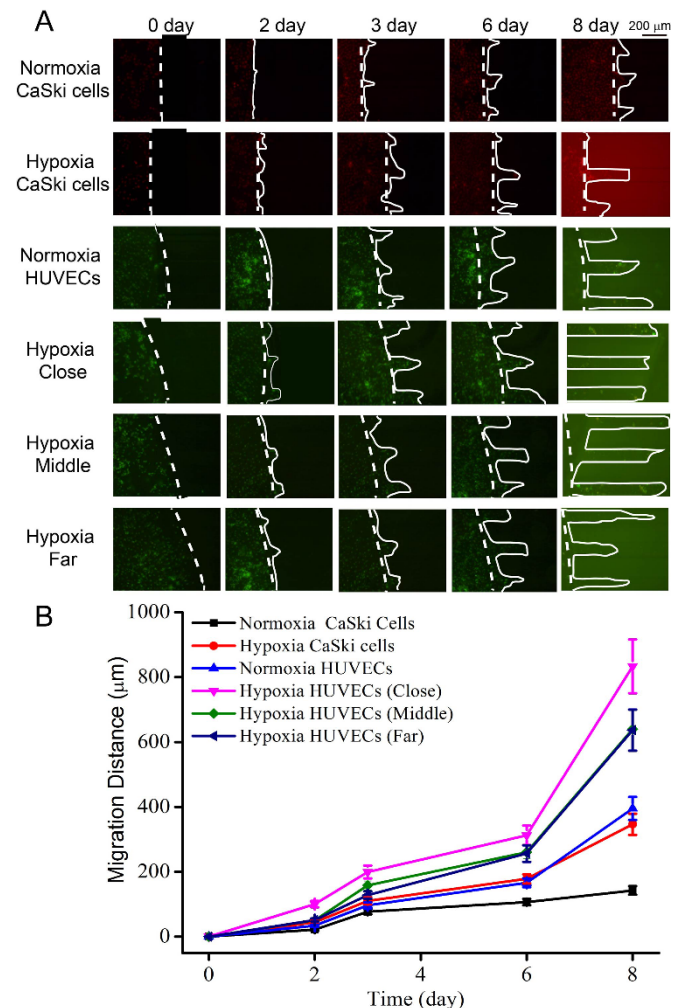 A
0 day 2 day 3 day 6 day 8 day 200 μm
Normoxia
CaSki cells
Hypoxia
CaSki cells
Normoxia
HUVECs
Hypoxia
Close
Hypoxia
Middle
Hypoxia
Far
B
Normoxia CaSki Cells
Hypoxia CaSki cells
Normoxia HUVECs
Hypoxia HUVECs (Close)
Hypoxia HUVECs (Middle)
Hypoxia HUVECs (Far)
Migration Distance (μm)
1000
800
600
400
200
0
0 2 4 6 8
Time (day)